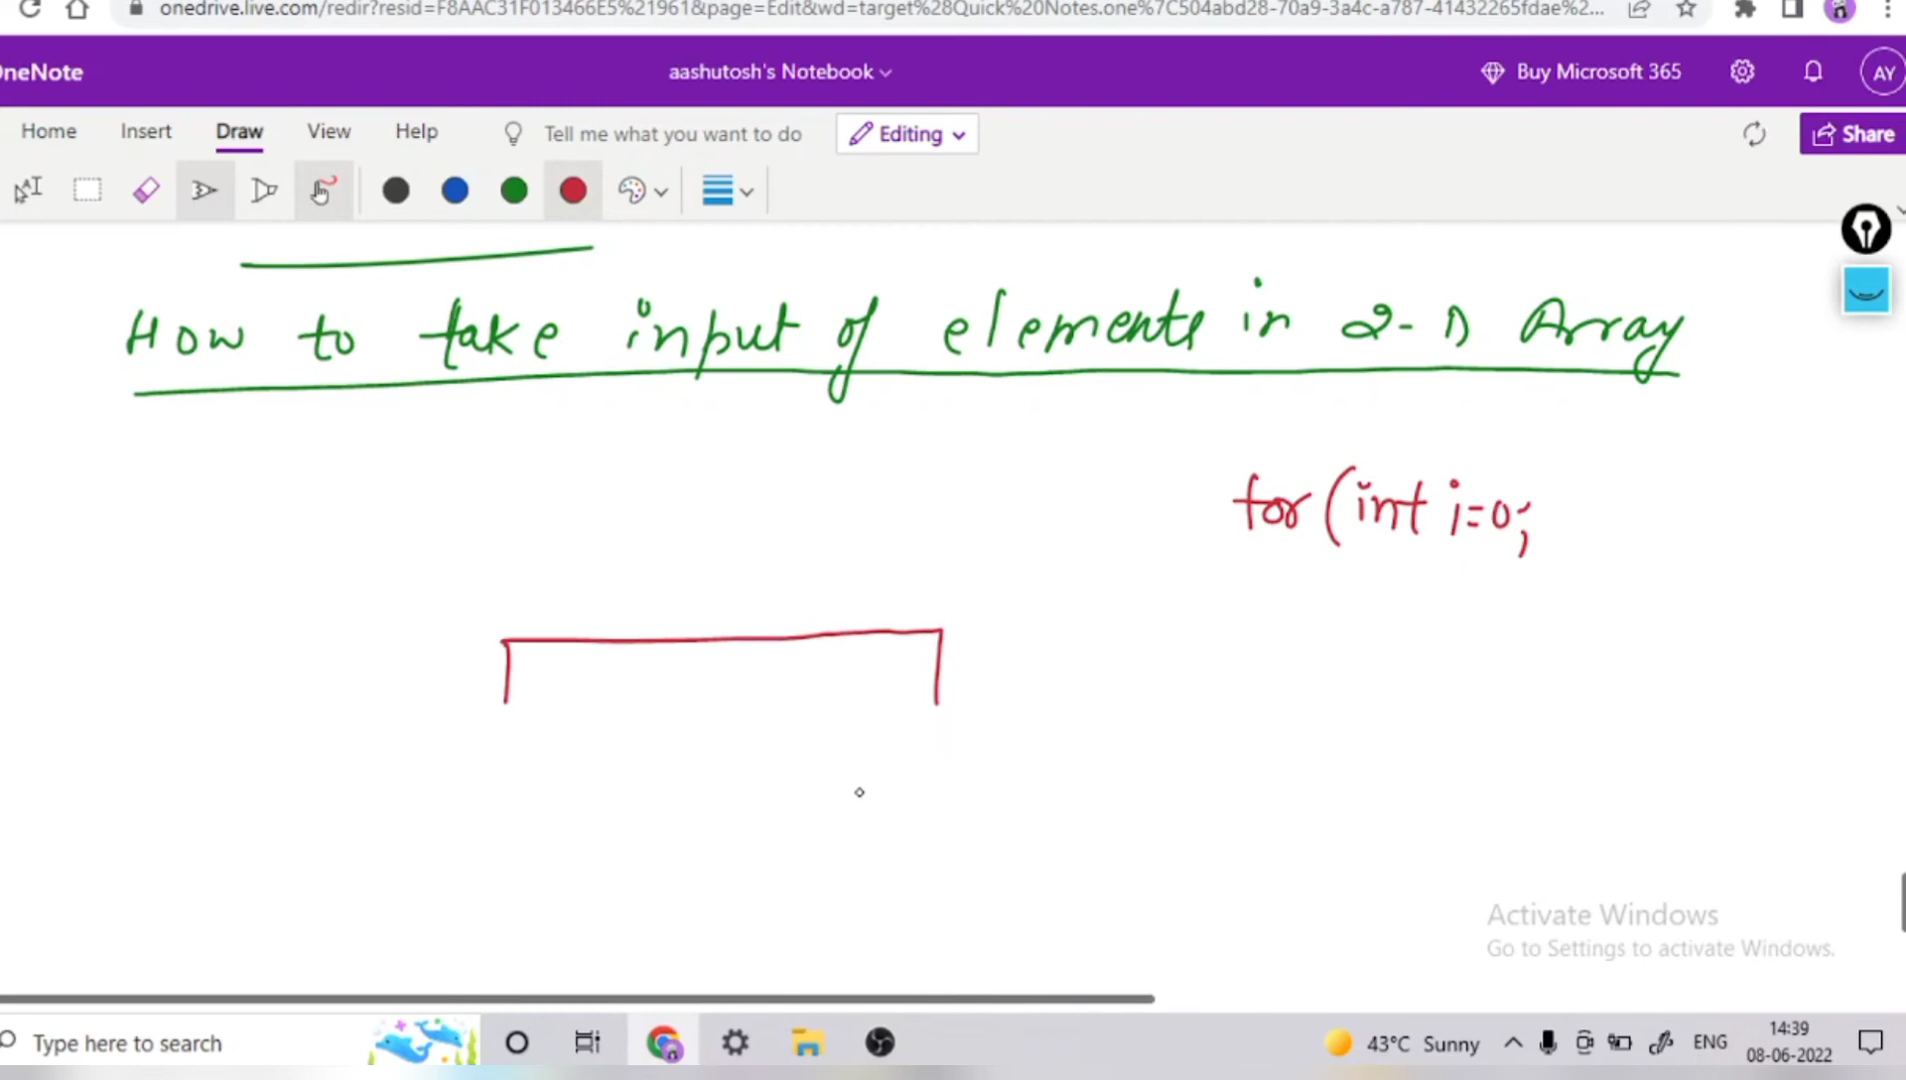 onedrive.live.com/redir?resid=F8AAC31F013466E5%21961&page=Edit&wd=target%28Quick%20Notes.one%7C504abd28-70a9-3a4c-a787-41432265fdae%2...
OneNote
aashutosh's Notebook
Buy Microsoft 365
AY
Home Insert Draw View Help Tell me what you want to do Editing Share
How to take input of elements in 2-D Array
for (int i=0;
Activate Windows
Go to Settings to activate Windows.
Type here to search
43°C Sunny
ENG
14:39
08-06-2022